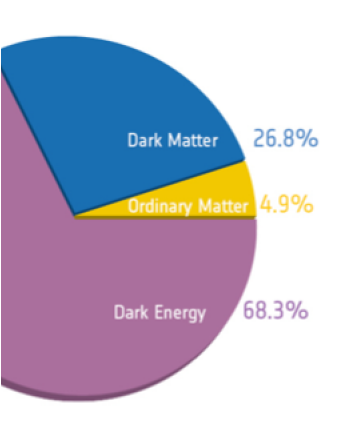 Dark Matter 26.8%
Ordinary Matter 4.9%
Dark Energy 68.3%